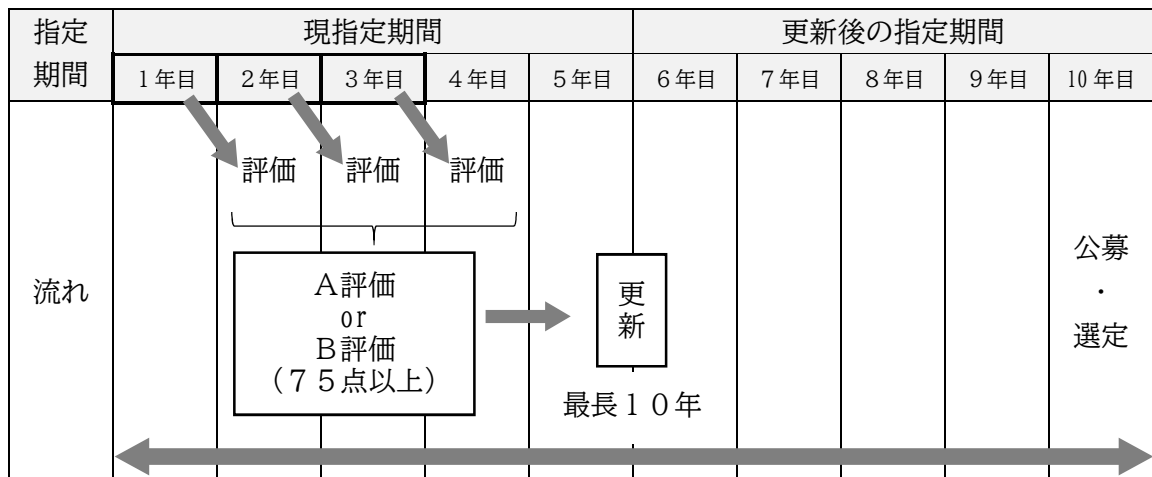 指定
期間
現指定期間
更新後の指定期間
1年目
2年目
3年目
4年目
5年目
6年目
7年目
8年目
9年目
10年目
流れ
評価
評価
評価
A評価
or
B評価
(75点以上)
更
新
最長10年
公募
・
選定